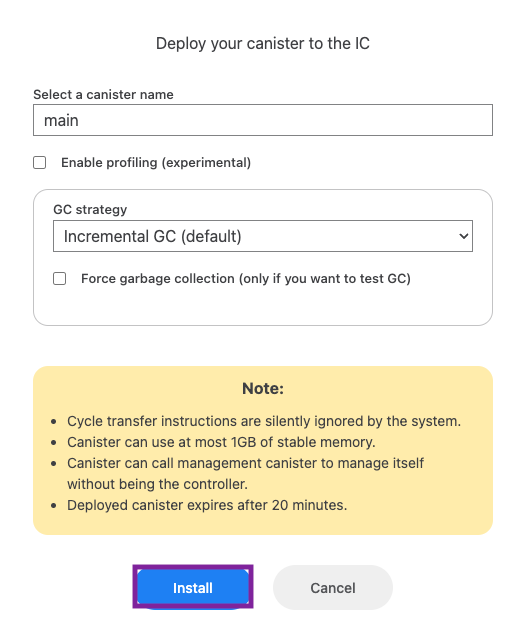 Deploy your canister to the IC
Select a canister name
main
Enable profiling (experimental)
GC strategy
Incremental GC (default)
Force garbage collection (only if you want to test GC)
Note:
• Cycle transfer instructions are silently ignored by the system.
• Canister can use at most 1GB of stable memory.
• Canister can call management canister to manage itself
without being the controller.
• Deployed canister expires after 20 minutes.
Install Cancel